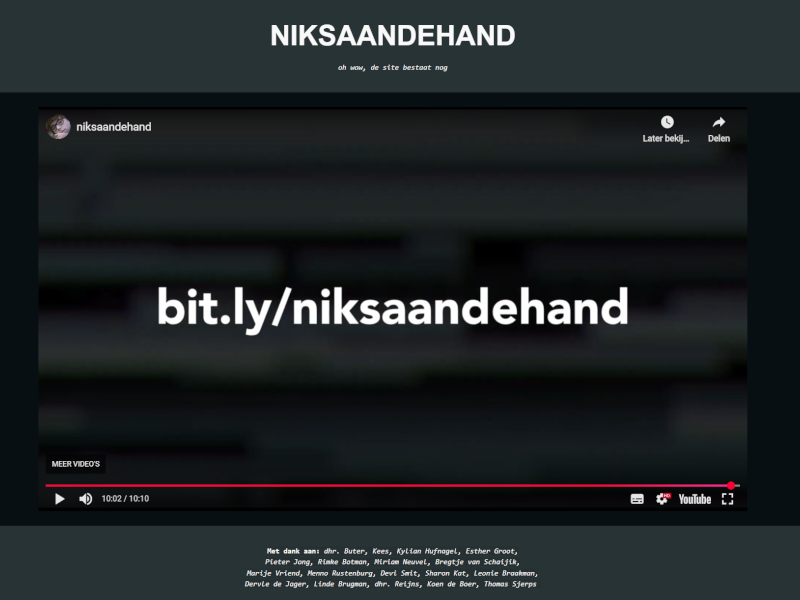 NIKSAANDEHAND
oh wow, de site bestaat nog
niksaandehand
Later bekij...
Delen
bit.ly/niksaandehand
MEER VIDEO'S
10:02 / 10:10
HD
YouTube
Met dank aan: dhr. Buter, Kees, Kylian Hufnagel, Esther Groot,
Pieter Jong, Rimke Botman, Miriam Neuvel, Bregtje van Schaijik,
Marije Vriend, Menno Rustenburg, Devi Smit, Sharon Kat, Leonie Braakman,
Dervle de Jager, Linde Brugman, dhr. Reijns, Koen de Boer, Thomas Sjerps